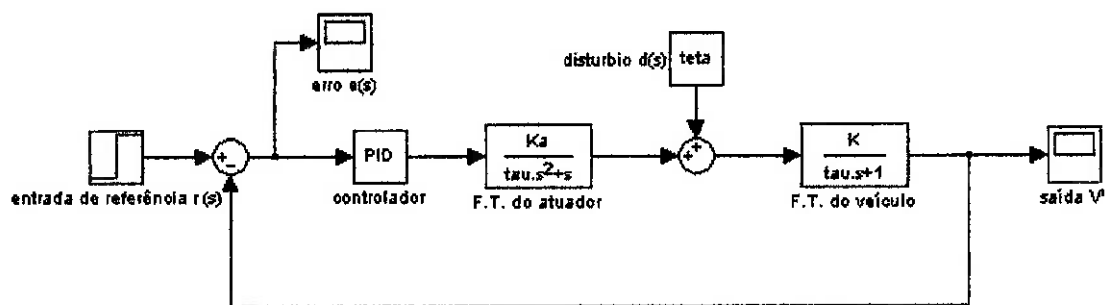 erro e(s)
disturbio d(s)
teta
+
-
PID
Ka
tau.s²+s
+
+
K
tau.s+1
entrada de referência r(s)
controlador
F.T. do atuador
F.T. do veículo
saída V'